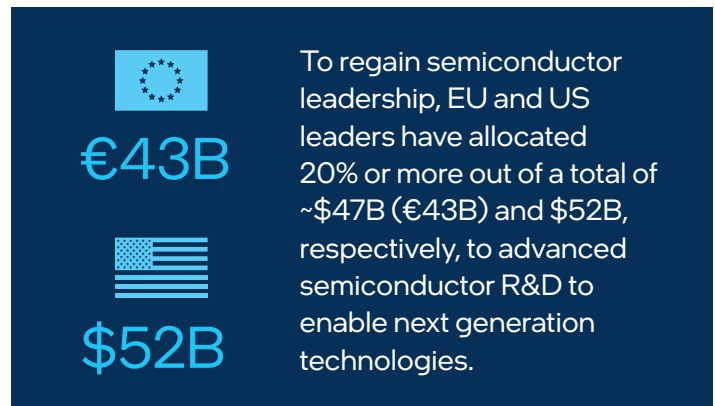 €43B
$52B
To regain semiconductor
leadership, EU and US
leaders have allocated
20% or more out of a total of
~$47B (€43B) and $52B,
respectively, to advanced
semiconductor R&D to
enable next generation
technologies.